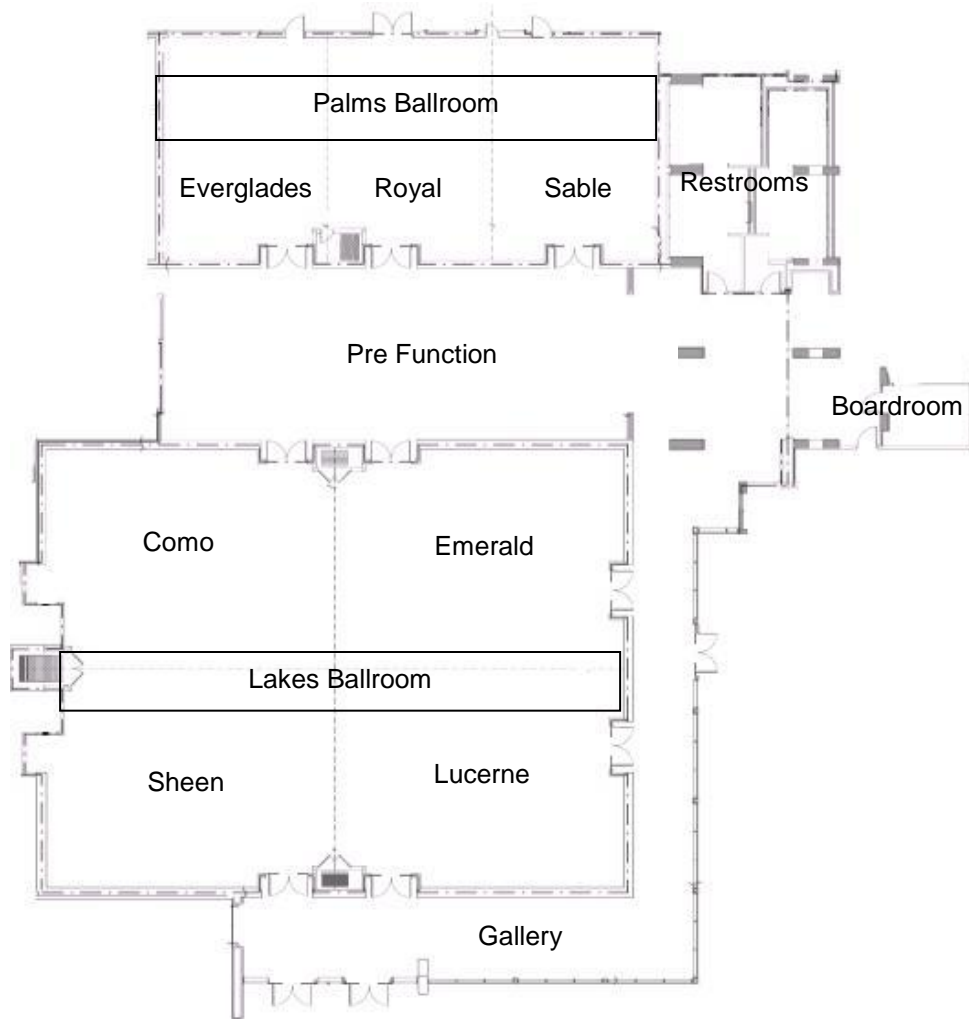 Palms Ballroom
Everglades
Royal
Sable
Restrooms
Pre Function
Boardroom
Como
Emerald
Lakes Ballroom
Sheen
Lucerne
Gallery